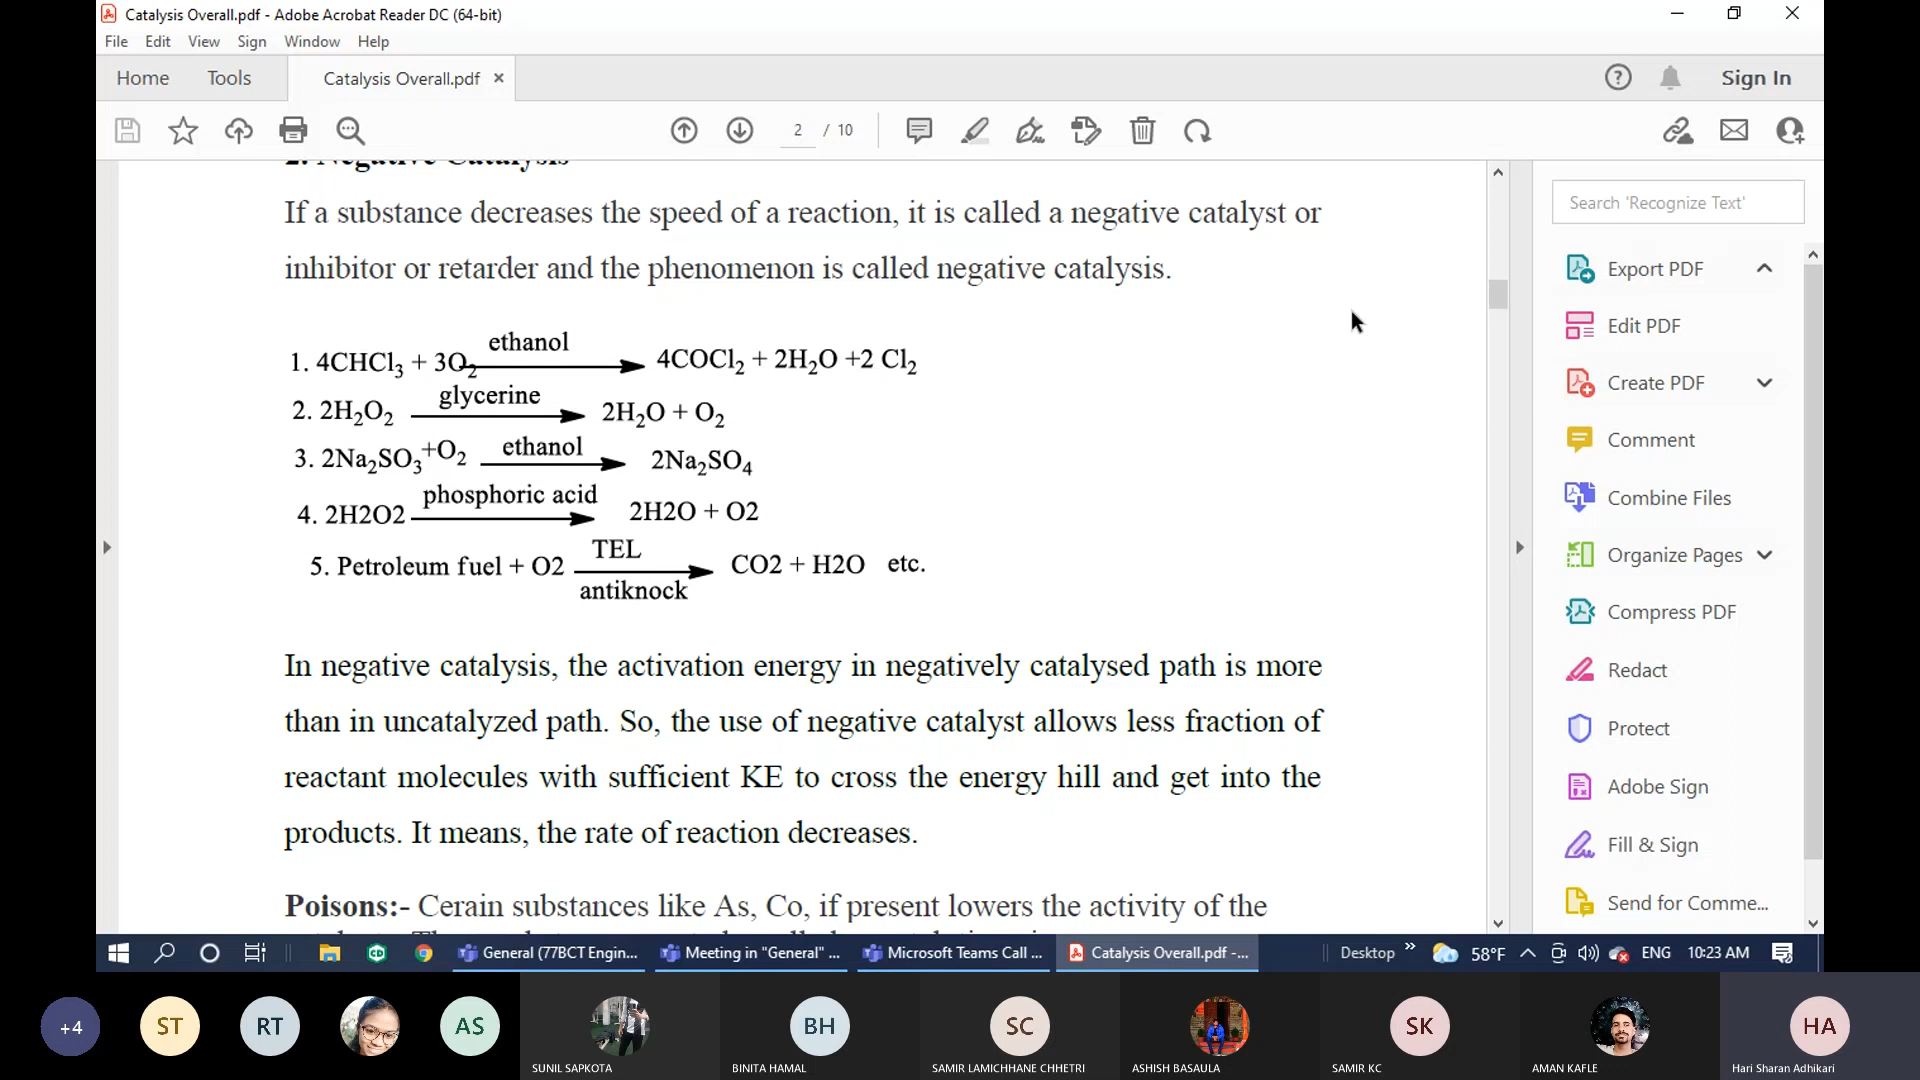 Catalysis Overall.pdf - Adobe Acrobat Reader DC (64-bit)
File Edit View Sign Window Help
Home Tools Catalysis Overall.pdf × Sign In
2 / 10
2. Negative Catalysis
If a substance decreases the speed of a reaction, it is called a negative catalyst or
inhibitor or retarder and the phenomenon is called negative catalysis.
ethanol
1. 4CHCl3 + 3O2 4COCl2 + 2H2O +2 Cl2
glycerine
2. 2H2O2 2H2O + O2
ethanol
3. 2Na2SO3+O2 2Na2SO4
phosphoric acid
4. 2H2O2 2H2O + O2
TEL
5. Petroleum fuel + O2 CO2 + H2O etc.
antiknock
In negative catalysis, the activation energy in negatively catalysed path is more
than in uncatalyzed path. So, the use of negative catalyst allows less fraction of
reactant molecules with sufficient KE to cross the energy hill and get into the
products. It means, the rate of reaction decreases.
Poisons:- Cerain substances like As, Co, if present lowers the activity of the
Search 'Recognize Text'
Export PDF
Edit PDF
Create PDF
Comment
Combine Files
Organize Pages
Compress PDF
Redact
Protect
Adobe Sign
Fill & Sign
Send for Comme...
General (77BCT Engin... Meeting in "General" ... Microsoft Teams Call ... Catalysis Overall.pdf -... Desktop » 58°F ENG 10:23 AM
+4 ST RT AS BH SC SK HA
SUNIL SAPKOTA BINITA HAMAL SAMIR LAMICHHANE CHHETRI ASHISH BASAULA SAMIR KC AMAN KAFLE Hari Sharan Adhikari